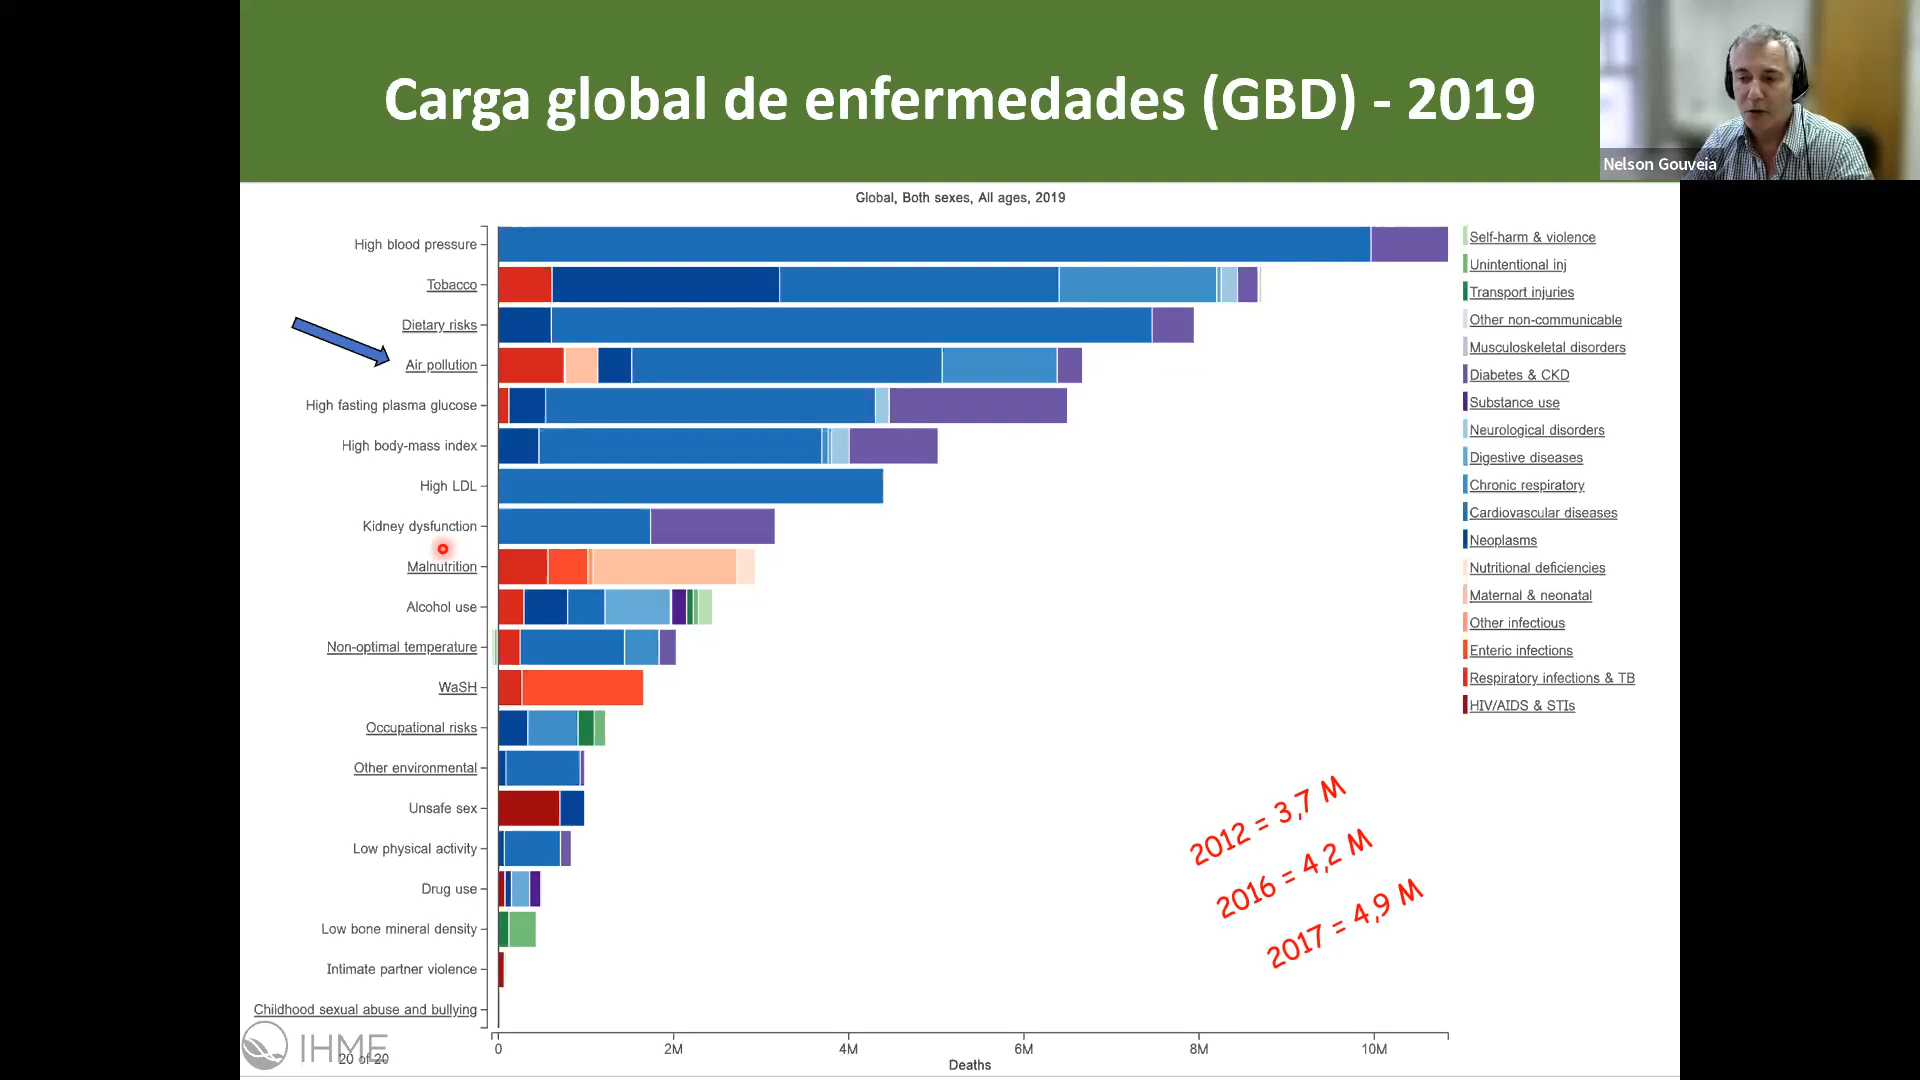 Carga global de enfermedades (GBD) - 2019
Nelson Gouveia
Global, Both sexes, All ages, 2019
High blood pressure
Tobacco
Dietary risks
Air pollution
High fasting plasma glucose
High body-mass index
High LDL
Kidney dysfunction
Malnutrition
Alcohol use
Non-optimal temperature
WaSH
Occupational risks
Other environmental
Unsafe sex
Low physical activity
Drug use
Low bone mineral density
Intimate partner violence
Childhood sexual abuse and bullying
Self-harm & violence
Unintentional inj
Transport injuries
Other non-communicable
Musculoskeletal disorders
Diabetes & CKD
Substance use
Neurological disorders
Digestive diseases
Chronic respiratory
Cardiovascular diseases
Neoplasms
Nutritional deficiencies
Maternal & neonatal
Other infectious
Enteric infections
Respiratory infections & TB
HIV/AIDS & STIs
2012 = 3,7 M
2016 = 4,2 M
2017 = 4,9 M
0 2M 4M 6M 8M 10M
Deaths
IHME
20 of 20